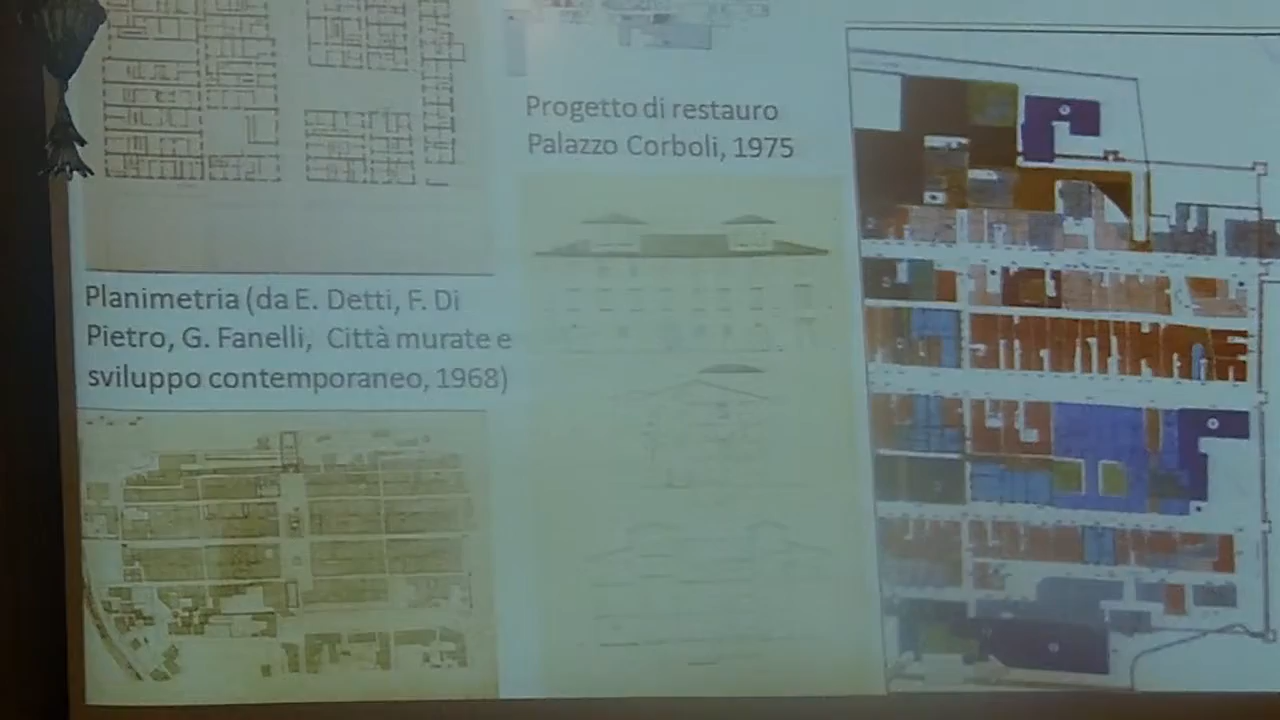 Progetto di restauro
Palazzo Corboli, 1975
Planimetria (da E. Detti, F. Di
Pietro, G. Fanelli, Città murate e
sviluppo contemporaneo, 1968)